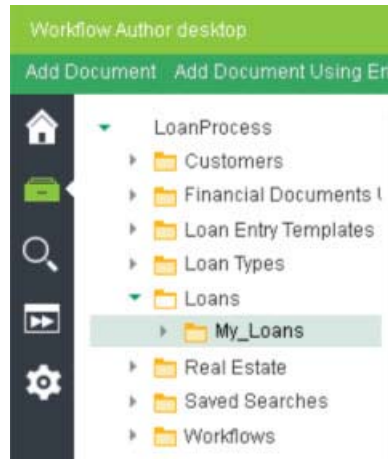 Workflow Author desktop
Add Document Add Document Using
LoanProcess
Customers
Financial Documents
Loan Entry Templates
Loan Types
Loans
My_Loans
Real Estate
Saved Searches
Workflows